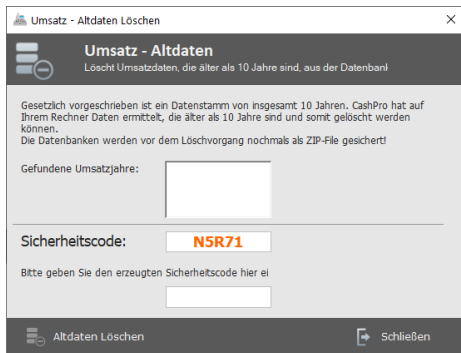 Umsatz - Altdaten Löschen
Umsatz - Altdaten
Löscht Umsatzdaten, die älter als 10 Jahre sind, aus der Datenbank
Gesetzlich vorgeschrieben ist ein Datenstamm von insgesamt 10 Jahren. CashPro hat auf
Ihrem Rechner Daten ermittelt, die älter als 10 Jahre sind und somit gelöscht werden
können.
Die Datenbanken werden vor dem Löschvorgang nochmals als ZIP-File gesichert!
Gefundene Umsatzjahre:
Sicherheitscode:
N5R71
Bitte geben Sie den erzeugten Sicherheitscode hier ei
Altdaten Löschen
Schließen